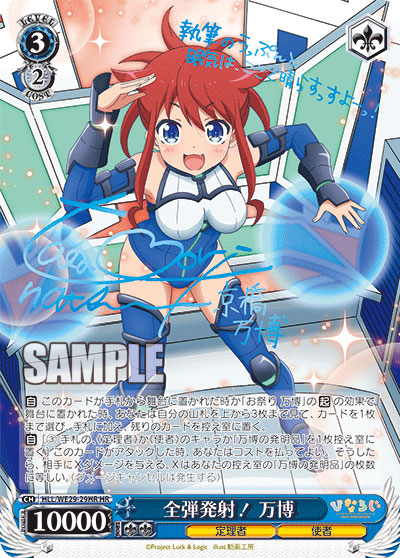 LEVEL
3
2
COST
執筆の
京橋
万博
SAMPLE
自 このカードが手札から舞台に置かれた時か「お祭り 万博」の 起 の効果で
舞台に置かれた時、あなたは自分の山札を上から3枚まで見て、カードを1枚
まで選び、手札に加え、残りのカードを控え室に置く。
自 [③ 手札の、《定理者》か《使者》のキャラか「万博の発明品」を1枚控え室に
置く] このカードがアタックした時、あなたはコストを払ってよい。そうした
ら、相手にXダメージを与える。Xはあなたの控え室の「万博の発明品」の枚数
に等しい。（ダメージキャンセルは発生する）
CR HLL/WE29-29HR HR
全弾発射！ 万博
ひなろじ
10000
定理者
使者
©Project Luck & Logic illust.動画工房